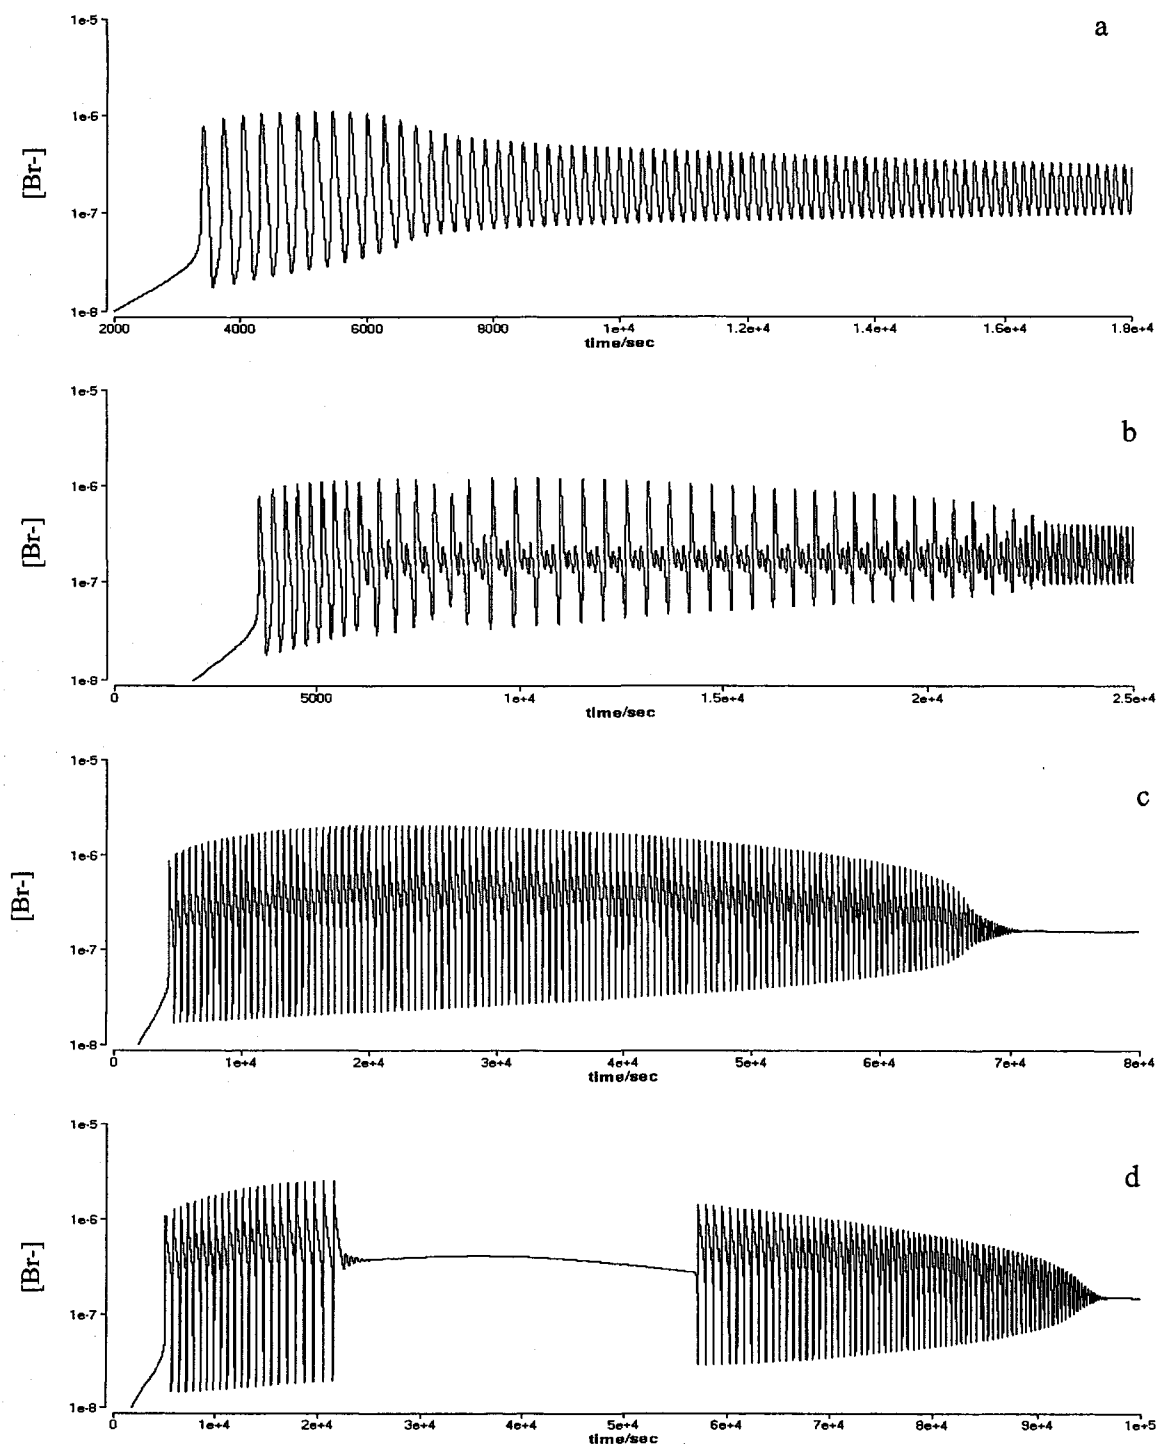 a
1e-5
1e-6
1e-7
1e-8
[Br-]
2000 4000 6000 8000 1e+4 1.2e+4 1.4e+4 1.6e+4 1.8e+4
time/sec
b
1e-5
1e-6
1e-7
1e-8
[Br-]
0 5000 1e+4 1.5e+4 2e+4 2.5e+4
time/sec
c
1e-5
1e-6
1e-7
1e-8
[Br-]
0 1e+4 2e+4 3e+4 4e+4 5e+4 6e+4 7e+4 8e+4
time/sec
d
1e-5
1e-6
1e-7
1e-8
[Br-]
0 1e+4 2e+4 3e+4 4e+4 5e+4 6e+4 7e+4 8e+4 9e+4 1e+5
time/sec